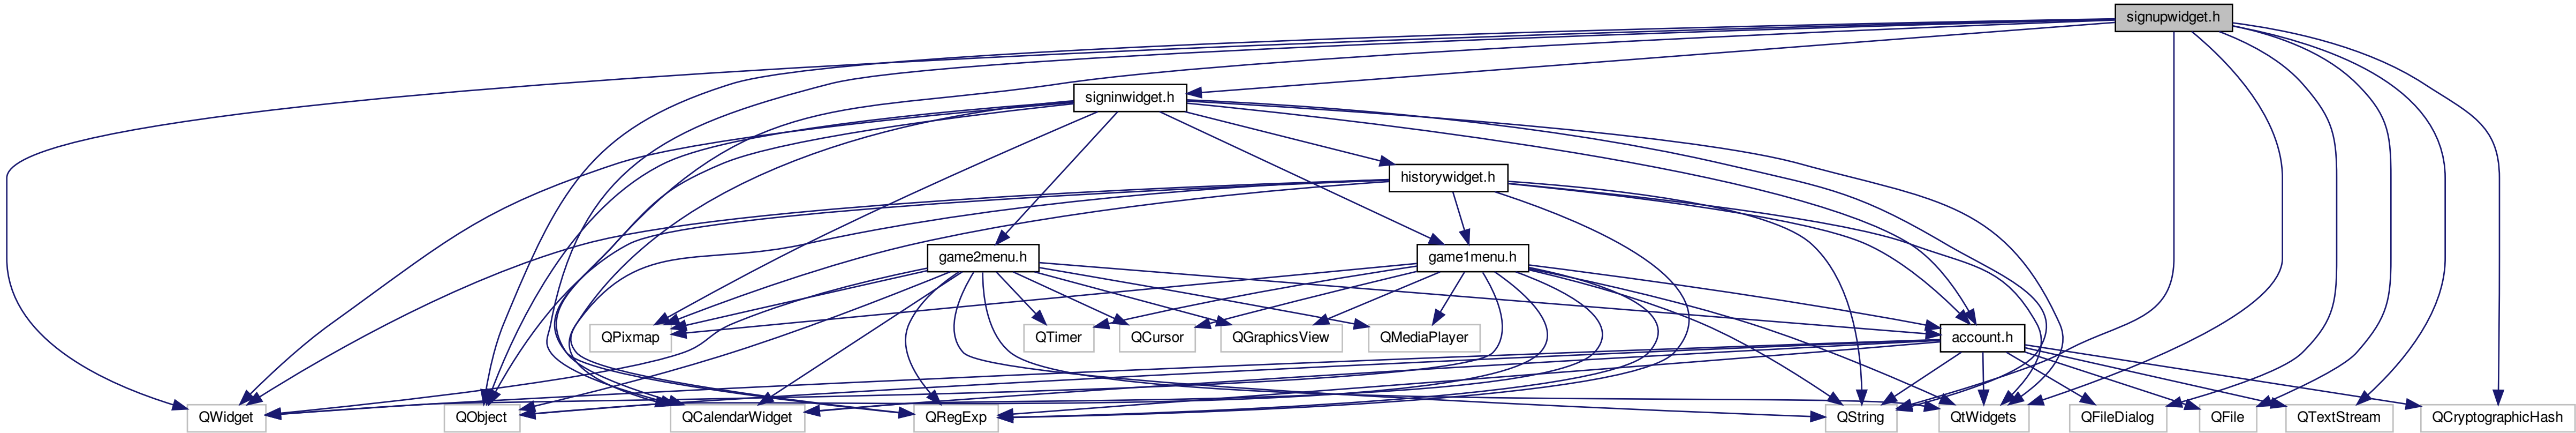 signupwidget.h
signinwidget.h
historywidget.h
game2menu.h
game1menu.h
QPixmap
QTimer
QCursor
QGraphicsView
QMediaPlayer
account.h
QWidget
QObject
QCalendarWidget
QRegExp
QString
QtWidgets
QFileDialog
QFile
QTextStream
QCryptographicHash